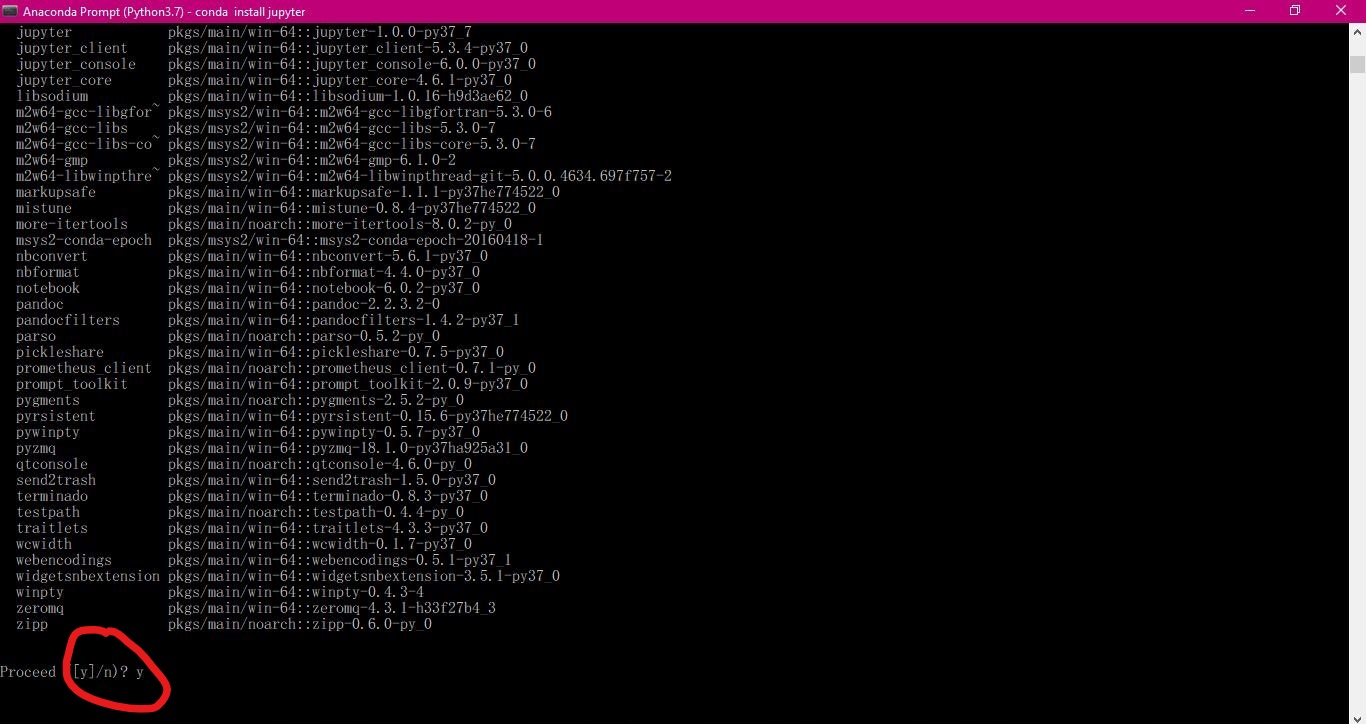 Anaconda Prompt (Python3.7) - conda install jupyter
jupyter pkgs/main/win-64::jupyter-1.0.0-py37_7
jupyter_client pkgs/main/win-64::jupyter_client-5.3.4-py37_0
jupyter_console pkgs/main/win-64::jupyter_console-6.0.0-py37_0
jupyter_core pkgs/main/win-64::jupyter_core-4.6.1-py37_0
libsodium pkgs/main/win-64::libsodium-1.0.16-h9d3ae62_0
m2w64-gcc-libgfor~ pkgs/msys2/win-64::m2w64-gcc-libgfortran-5.3.0-6
m2w64-gcc-libs pkgs/msys2/win-64::m2w64-gcc-libs-5.3.0-7
m2w64-gcc-libs-co~ pkgs/msys2/win-64::m2w64-gcc-libs-core-5.3.0-7
m2w64-gmp pkgs/msys2/win-64::m2w64-gmp-6.1.0-2
m2w64-libwinpthre~ pkgs/msys2/win-64::m2w64-libwinpthread-git-5.0.0.4634.697f757-2
markupsafe pkgs/main/win-64::markupsafe-1.1.1-py37he774522_0
mistune pkgs/main/win-64::mistune-0.8.4-py37he774522_0
more-itertools pkgs/main/noarch::more-itertools-8.0.2-py_0
msys2-conda-epoch pkgs/msys2/win-64::msys2-conda-epoch-20160418-1
nbconvert pkgs/main/win-64::nbconvert-5.6.1-py37_0
nbformat pkgs/main/win-64::nbformat-4.4.0-py37_0
notebook pkgs/main/win-64::notebook-6.0.2-py37_0
pandoc pkgs/main/win-64::pandoc-2.2.3.2-0
pandocfilters pkgs/main/win-64::pandocfilters-1.4.2-py37_1
parso pkgs/main/noarch::parso-0.5.2-py_0
pickleshare pkgs/main/win-64::pickleshare-0.7.5-py37_0
prometheus_client pkgs/main/noarch::prometheus_client-0.7.1-py_0
prompt_toolkit pkgs/main/win-64::prompt_toolkit-2.0.9-py37_0
pygments pkgs/main/noarch::pygments-2.5.2-py_0
pyrsistent pkgs/main/win-64::pyrsistent-0.15.6-py37he774522_0
pywinpty pkgs/main/win-64::pywinpty-0.5.7-py37_0
pyzmq pkgs/main/win-64::pyzmq-18.1.0-py37ha925a31_0
qtconsole pkgs/main/noarch::qtconsole-4.6.0-py_0
send2trash pkgs/main/win-64::send2trash-1.5.0-py37_0
terminado pkgs/main/win-64::terminado-0.8.3-py37_0
testpath pkgs/main/noarch::testpath-0.4.4-py_0
traitlets pkgs/main/win-64::traitlets-4.3.3-py37_0
wcwidth pkgs/main/win-64::wcwidth-0.1.7-py37_0
webencodings pkgs/main/win-64::webencodings-0.5.1-py37_1
widgetsnbextension pkgs/main/win-64::widgetsnbextension-3.5.1-py37_0
winpty pkgs/main/win-64::winpty-0.4.3-4
zeromq pkgs/main/win-64::zeromq-4.3.1-h33f27b4_3
zipp pkgs/main/noarch::zipp-0.6.0-py_0
Proceed ([y]/n)? y